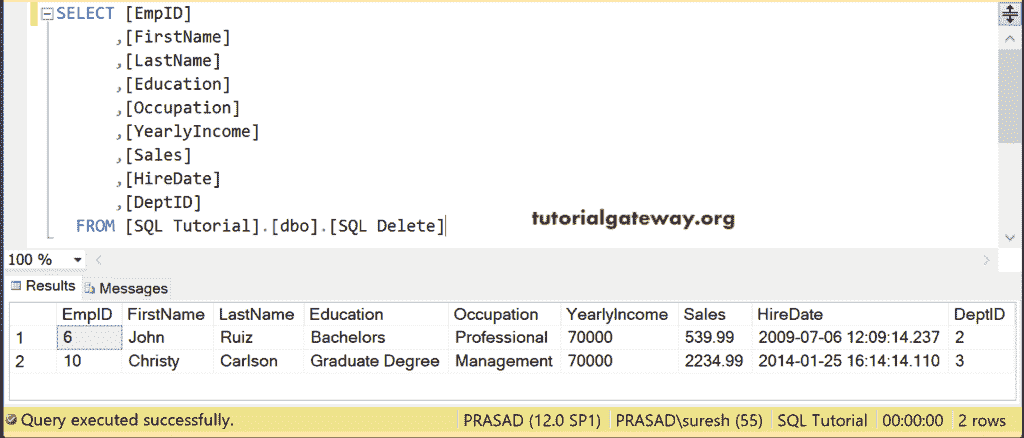 SELECT [EmpID]
,[FirstName]
,[LastName]
,[Education]
,[Occupation]
,[YearlyIncome]
,[Sales]
,[HireDate]
,[DeptID]
FROM [SQL Tutorial].[dbo].[SQL Delete]
tutorialgateway.org
100 %
Results Messages
EmpID FirstName LastName Education Occupation YearlyIncome Sales HireDate DeptID
1 6 John Ruiz Bachelors Professional 70000 539.99 2009-07-06 12:09:14.237 2
2 10 Christy Carlson Graduate Degree Management 70000 2234.99 2014-01-25 16:14:14.110 3
Query executed successfully. PRASAD (12.0 SP1) PRASAD\suresh (55) SQL Tutorial 00:00:00 2 rows